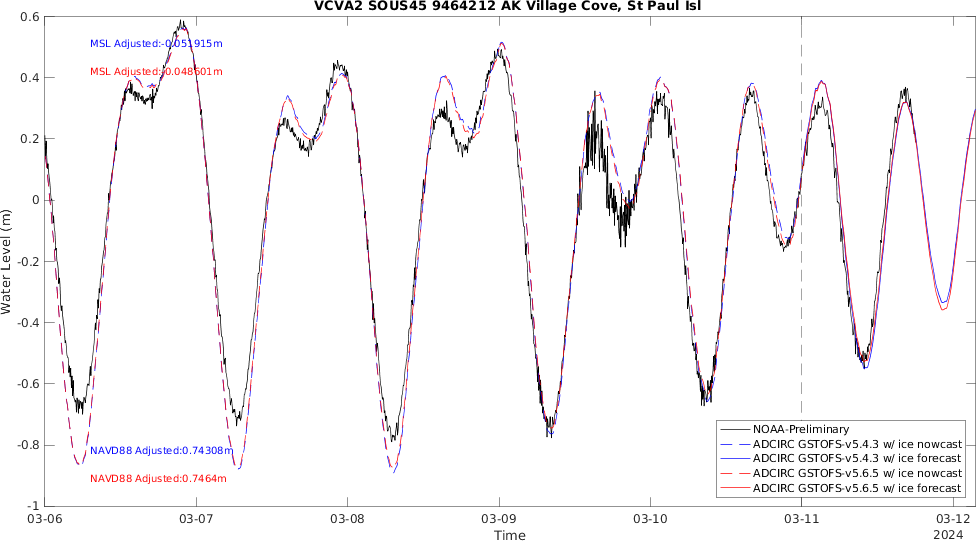 VCVA2 SOUS45 9464212 AK Village Cove, St Paul Isl
0.6
MSL Adjusted:-0.051915m
MSL Adjusted:-0.048601m
0.4
0.2
0
-0.2
-0.4
-0.6
-0.8
-1
Water Level (m)
NAVD88 Adjusted:0.74308m
NAVD88 Adjusted:0.7464m
NOAA-Preliminary
ADCIRC GSTOFS-v5.4.3 w/ ice nowcast
ADCIRC GSTOFS-v5.4.3 w/ ice forecast
ADCIRC GSTOFS-v5.6.5 w/ ice nowcast
ADCIRC GSTOFS-v5.6.5 w/ ice forecast
03-06 03-07 03-08 03-09 03-10 03-11 03-12
Time
2024